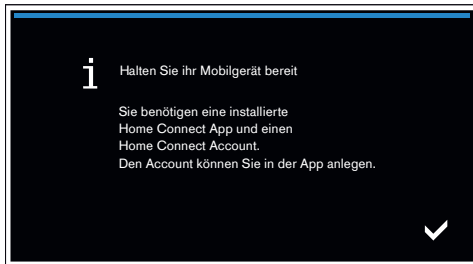 i
Halten Sie ihr Mobilgerät bereit
Sie benötigen eine installierte
Home Connect App und einen
Home Connect Account.
Den Account können Sie in der App anlegen.